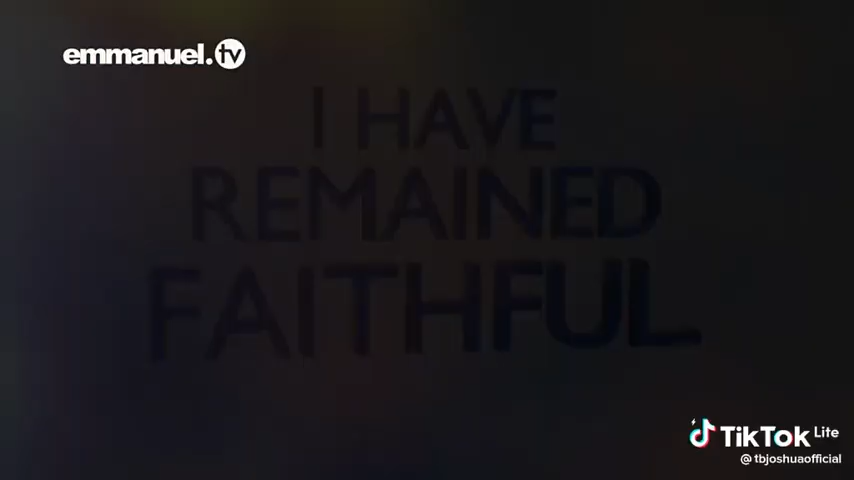 emmanuel.tv
I HAVE
REMAINED
FAITHFUL
TikTok Lite
@tbjoshuaofficial